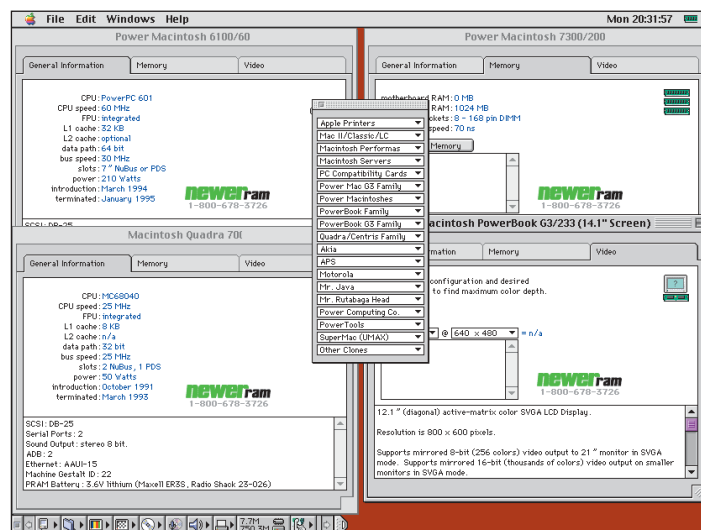 File Edit Windows Help Mon 20:31:57
Power Macintosh 6100/60
General Information Memory Video
CPU: PowerPC 601
CPU speed: 60 MHz
FPU: integrated
L1 cache: 32 KB
L2 cache: optional
data path: 64 bit
bus speed: 30 MHz
slots: 7" NuBus or PDS
power: 210 Watts
introduction: March 1994
terminated: January 1995
newerram
1-800-678-3726
SCSI: DB-25
Power Macintosh 7300/200
General Information Memory Video
motherboard RAM: 0 MB
RAM: 1024 MB
ckets: 8 - 168 pin DIMM
speed: 70 ns
Memory
newerram
1-800-678-3726
Apple Printers
Mac II/Classic/LC
Macintosh Performas
Macintosh Servers
PC Compatibility Cards
Power Mac G3 Family
Power Macintoshes
PowerBook Family
PowerBook G3 Family
Quadra/Centris Family
Akia
APS
Motorola
Mr. Java
Mr. Rutabaga Head
Power Computing Co.
PowerTools
SuperMac (UMAX)
Other Clones
Macintosh Quadra 700
General Information Memory Video
CPU: MC68040
CPU speed: 25 MHz
FPU: integrated
L1 cache: 8 KB
L2 cache: n/a
data path: 32 bit
bus speed: 25 MHz
slots: 2 NuBus, 1 PDS
power: 50 Watts
introduction: October 1991
terminated: March 1993
newerram
1-800-678-3726
SCSI: DB-25
Serial Ports: 2
Sound Output: stereo 8 bit.
ADB: 2
Ethernet: AAUI-15
Machine Gestalt ID: 22
PRAM Battery: 3.6V lithium (Maxell ER3S, Radio Shack 23-026)
acintosh PowerBook G3/233 (14.1" Screen)
rmation Memory Video
configuration and desired
to find maximum color depth.
@ 640 x 480 = n/a
newerram
1-800-678-3726
12.1 " (diagonal) active-matrix color SVGA LCD Display.
Resolution is 800 x 600 pixels.
Supports mirrored 8-bit (256 colors) video output to 21 " monitor in SVGA
mode. Supports mirrored 16-bit (thousands of colors) video output on smaller
monitors in SVGA mode.
7.7M